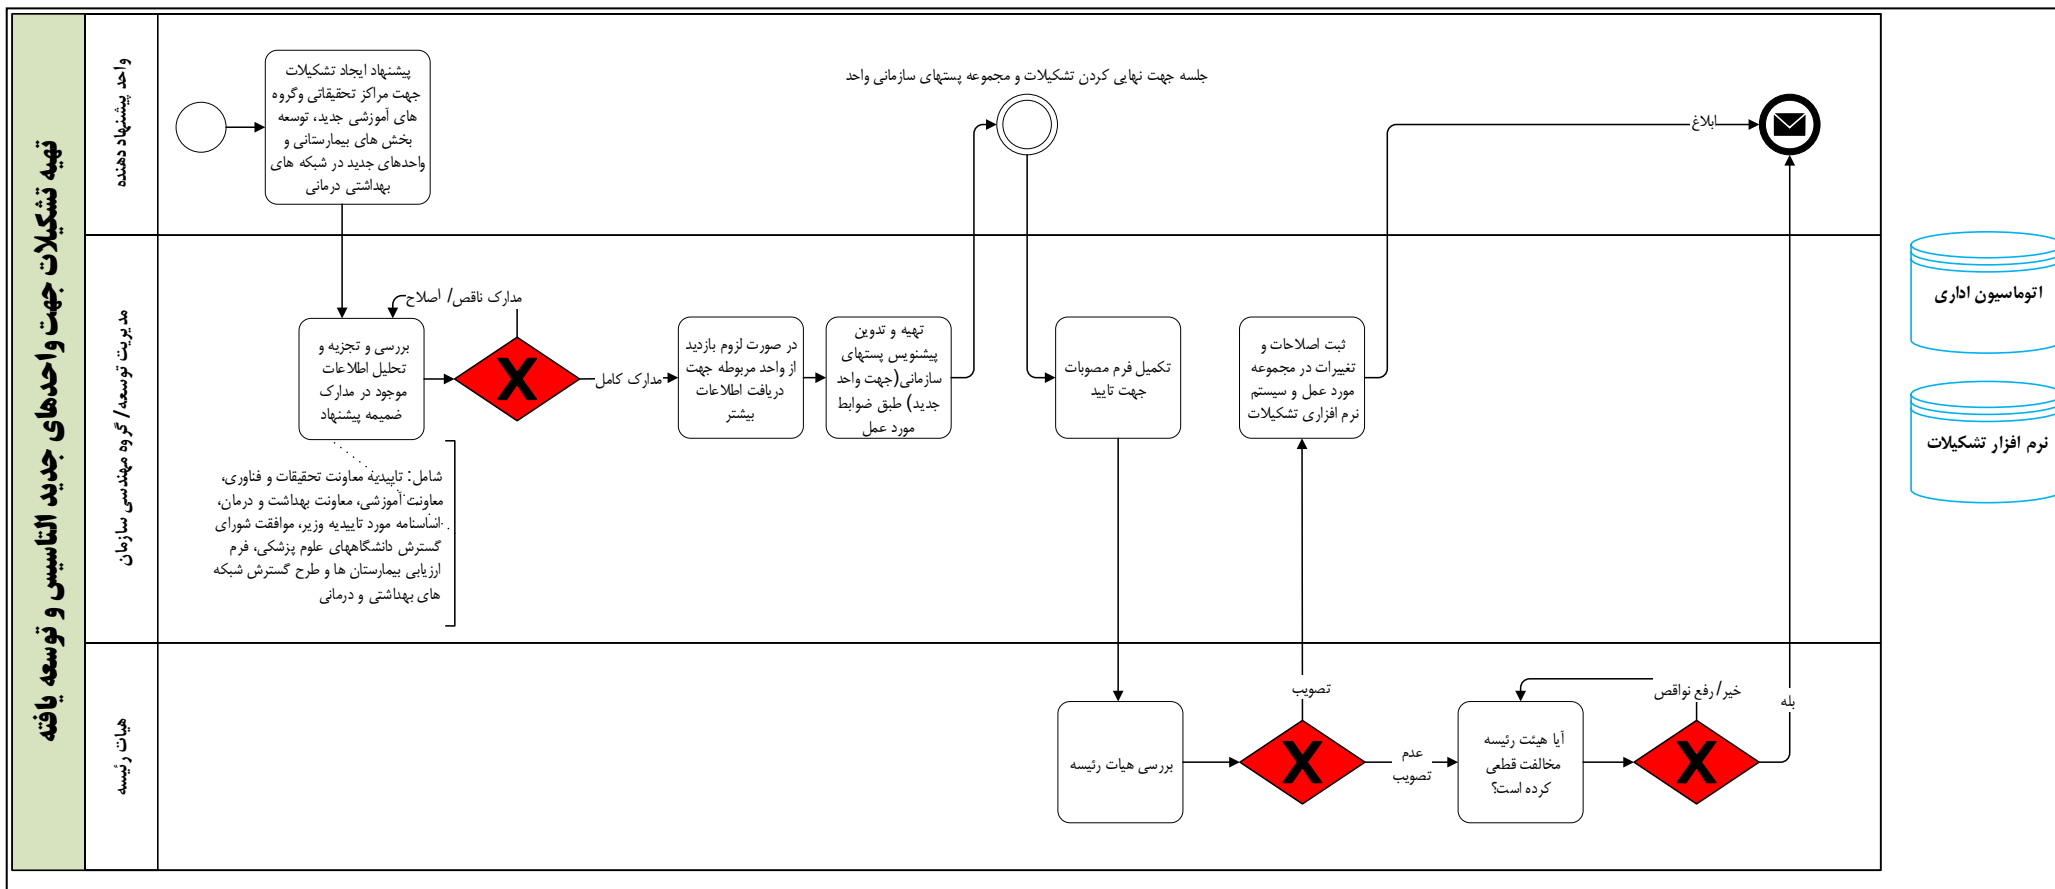 تهیه تشکیلات جهت واحدهای جدید التاسیس و توسعه یافته
واحد پیشنهاد دهنده
پیشنهاد ایجاد تشکیلات
جهت مراکز تحقیقاتی وگروه
های آموزشی جدید، توسعه
بخش های بیمارستانی و
واحدهای جدید در شبکه های
بهداشتی درمانی
جلسه جهت نهایی کردن تشکیلات و مجموعه پستهای سازمانی واحد
ابلاغ
مدیریت توسعه/ گروه مهندسی سازمان
مدارک ناقص/ اصلاح
بررسی و تجزیه و
تحلیل اطلاعات
موجود در مدارک
ضمیمه پیشنهاد
مدارک کامل
در صورت لزوم بازدید
از واحد مربوطه جهت
دریافت اطلاعات
بیشتر
تهیه و تدوین
پیشنویس پستهای
سازمانی(جهت واحد
جدید) طبق ضوابط
مورد عمل
تکمیل فرم مصوبات
جهت تایید
ثبت اصلاحات و
تغییرات در مجموعه
مورد عمل و سیستم
نرم افزاری تشکیلات
شامل: تاییدیه معاونت تحقیقات و فناوری،
معاونت آموزشی، معاونت بهداشت و درمان،
اساسنامه مورد تاییدیه وزیر، موافقت شورای
گسترش دانشگاههای علوم پزشکی، فرم
ارزیابی بیمارستان ها و طرح گسترش شبکه
های بهداشتی و درمانی
هیات رئیسه
بررسی هیات رئیسه
تصویب
عدم
تصویب
آیا هیئت رئیسه
مخالفت قطعی
کرده است؟
خیر/ رفع نواقص
بله
اتوماسیون اداری
نرم افزار تشکیلات